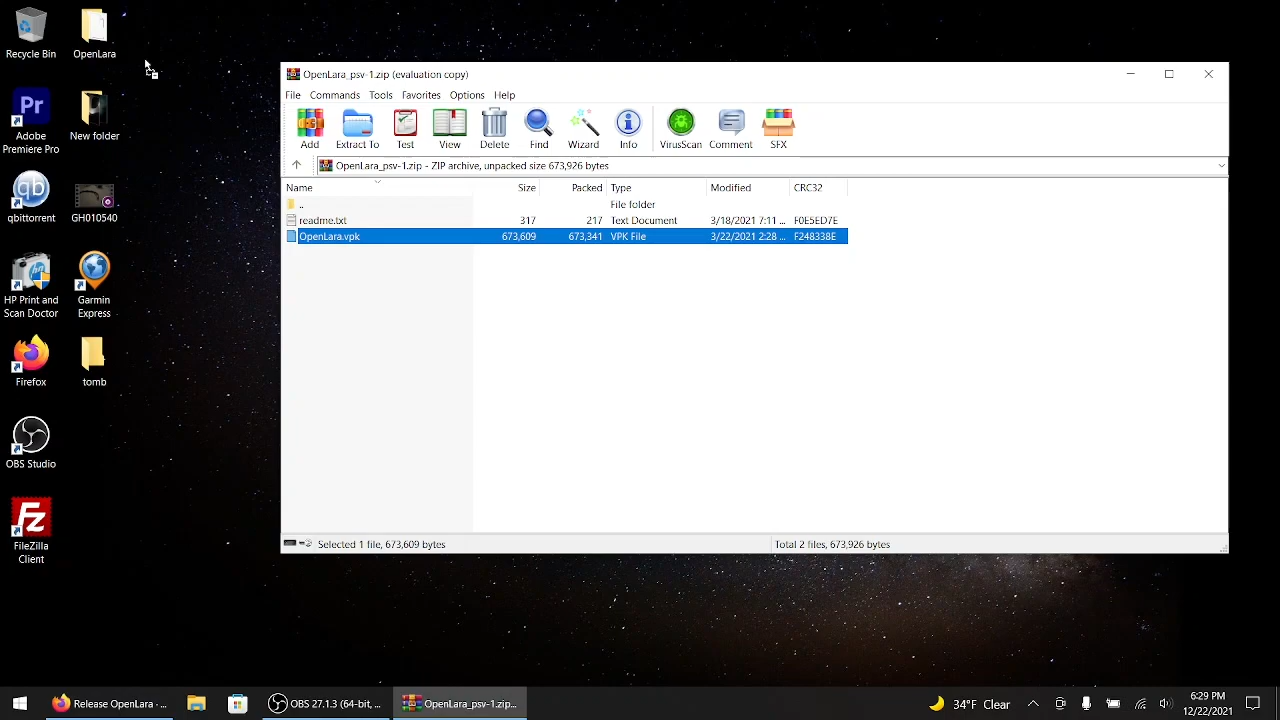 Recycle Bin
OpenLara
Adobe
Premiere Pro
New folder
qbittorrent
GH010540
HP Print and
Scan Doctor
Garmin
Express
Firefox
tomb
OBS Studio
FileZilla
Client
OpenLara_psv-1.zip (evaluation copy)
File Commands Tools Favorites Options Help
Add Extract To Test View Delete Find Wizard Info VirusScan Comment SFX
OpenLara_psv-1.zip - ZIP archive, unpacked size 673,926 bytes
Name Size Packed Type Modified CRC32
.. File folder
readme.txt 317 217 Text Document 3/18/2021 7:11 ... F0E5ED7E
OpenLara.vpk 673,609 673,341 VPK File 3/22/2021 2:28 ... F248338E
Selected 1 file, 673,609 bytes Total 2 files, 673,926 bytes
Release OpenLara - ... OBS 27.1.3 (64-bit, ... OpenLara_psv-1.zip... 34°F Clear
6:29 PM
12/22/2021